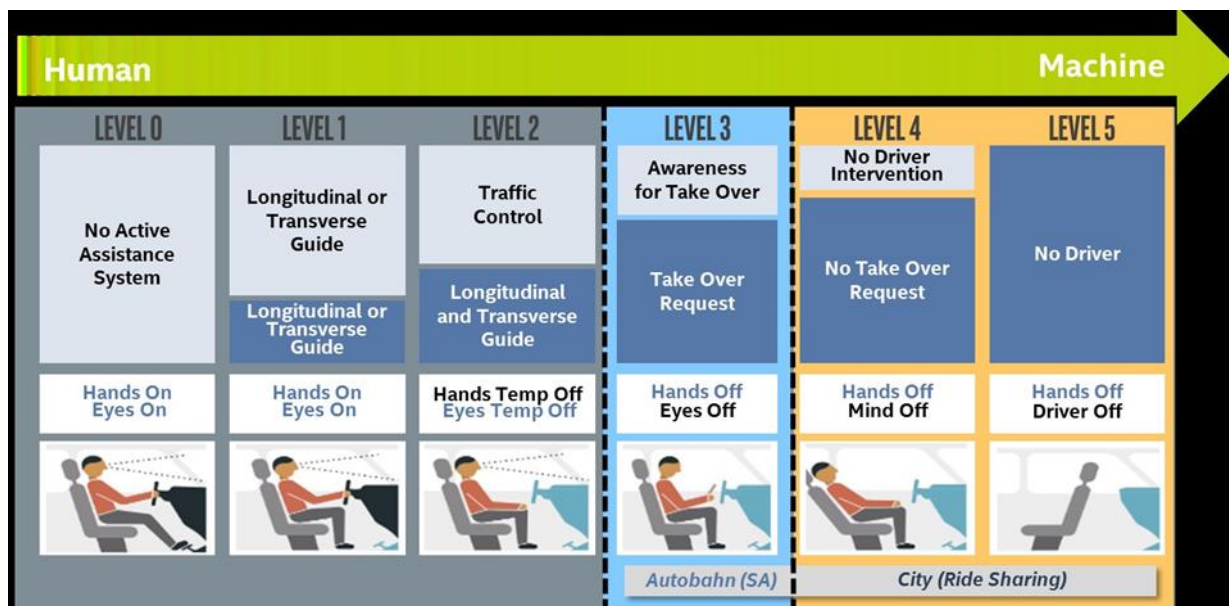 Human
Machine
LEVEL 0
LEVEL 1
LEVEL 2
LEVEL 3
LEVEL 4
LEVEL 5
No Active
Assistance
System
Longitudinal or
Transverse
Guide
Longitudinal or
Transverse
Guide
Traffic
Control
Longitudinal
and Transverse
Guide
Awareness
for Take Over
Take Over
Request
No Driver
Intervention
No Take Over
Request
No Driver
Hands On
Eyes On
Hands On
Eyes On
Hands Temp Off
Eyes Temp Off
Hands Off
Eyes Off
Hands Off
Mind Off
Hands Off
Driver Off
Autobahn (SA)
City (Ride Sharing)